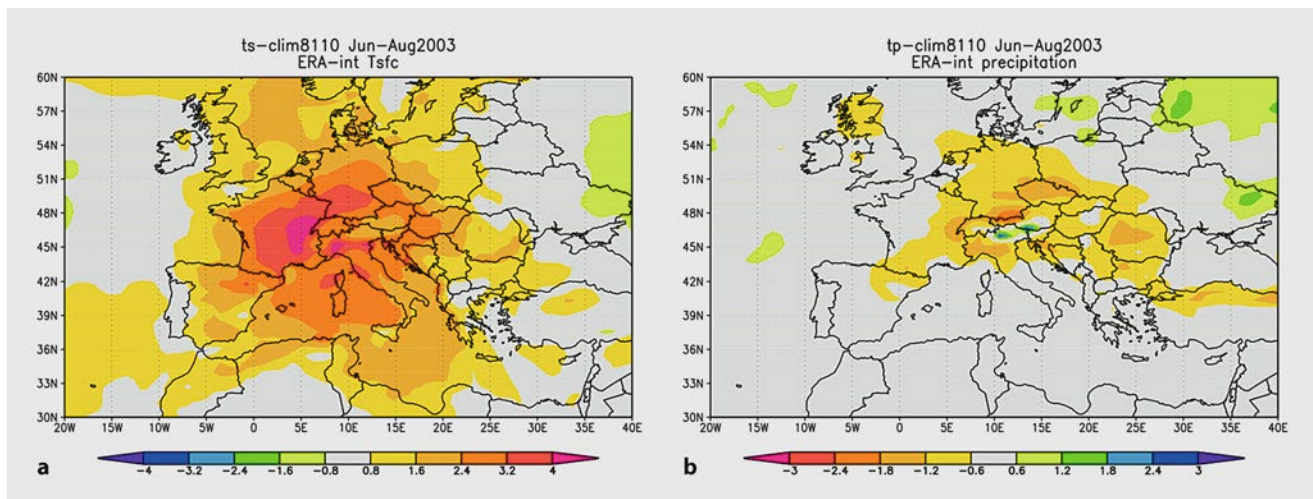 ts-clim8110 Jun-Aug2003
ERA-int Tsfc
60N
57N
54N
51N
48N
45N
42N
39N
36N
33N
30N
20W 15W 10W 5W 0 5E 10E 15E 20E 25E 30E 35E 40E
a
-4 -3.2 -2.4 -1.6 -0.8 0.8 1.6 2.4 3.2 4
tp-clim8110 Jun-Aug2003
ERA-int precipitation
60N
57N
54N
51N
48N
45N
42N
39N
36N
33N
30N
20W 15W 10W 5W 0 5E 10E 15E 20E 25E 30E 35E 40E
b
-3 -2.4 -1.8 -1.2 -0.6 0.6 1.2 1.8 2.4 3